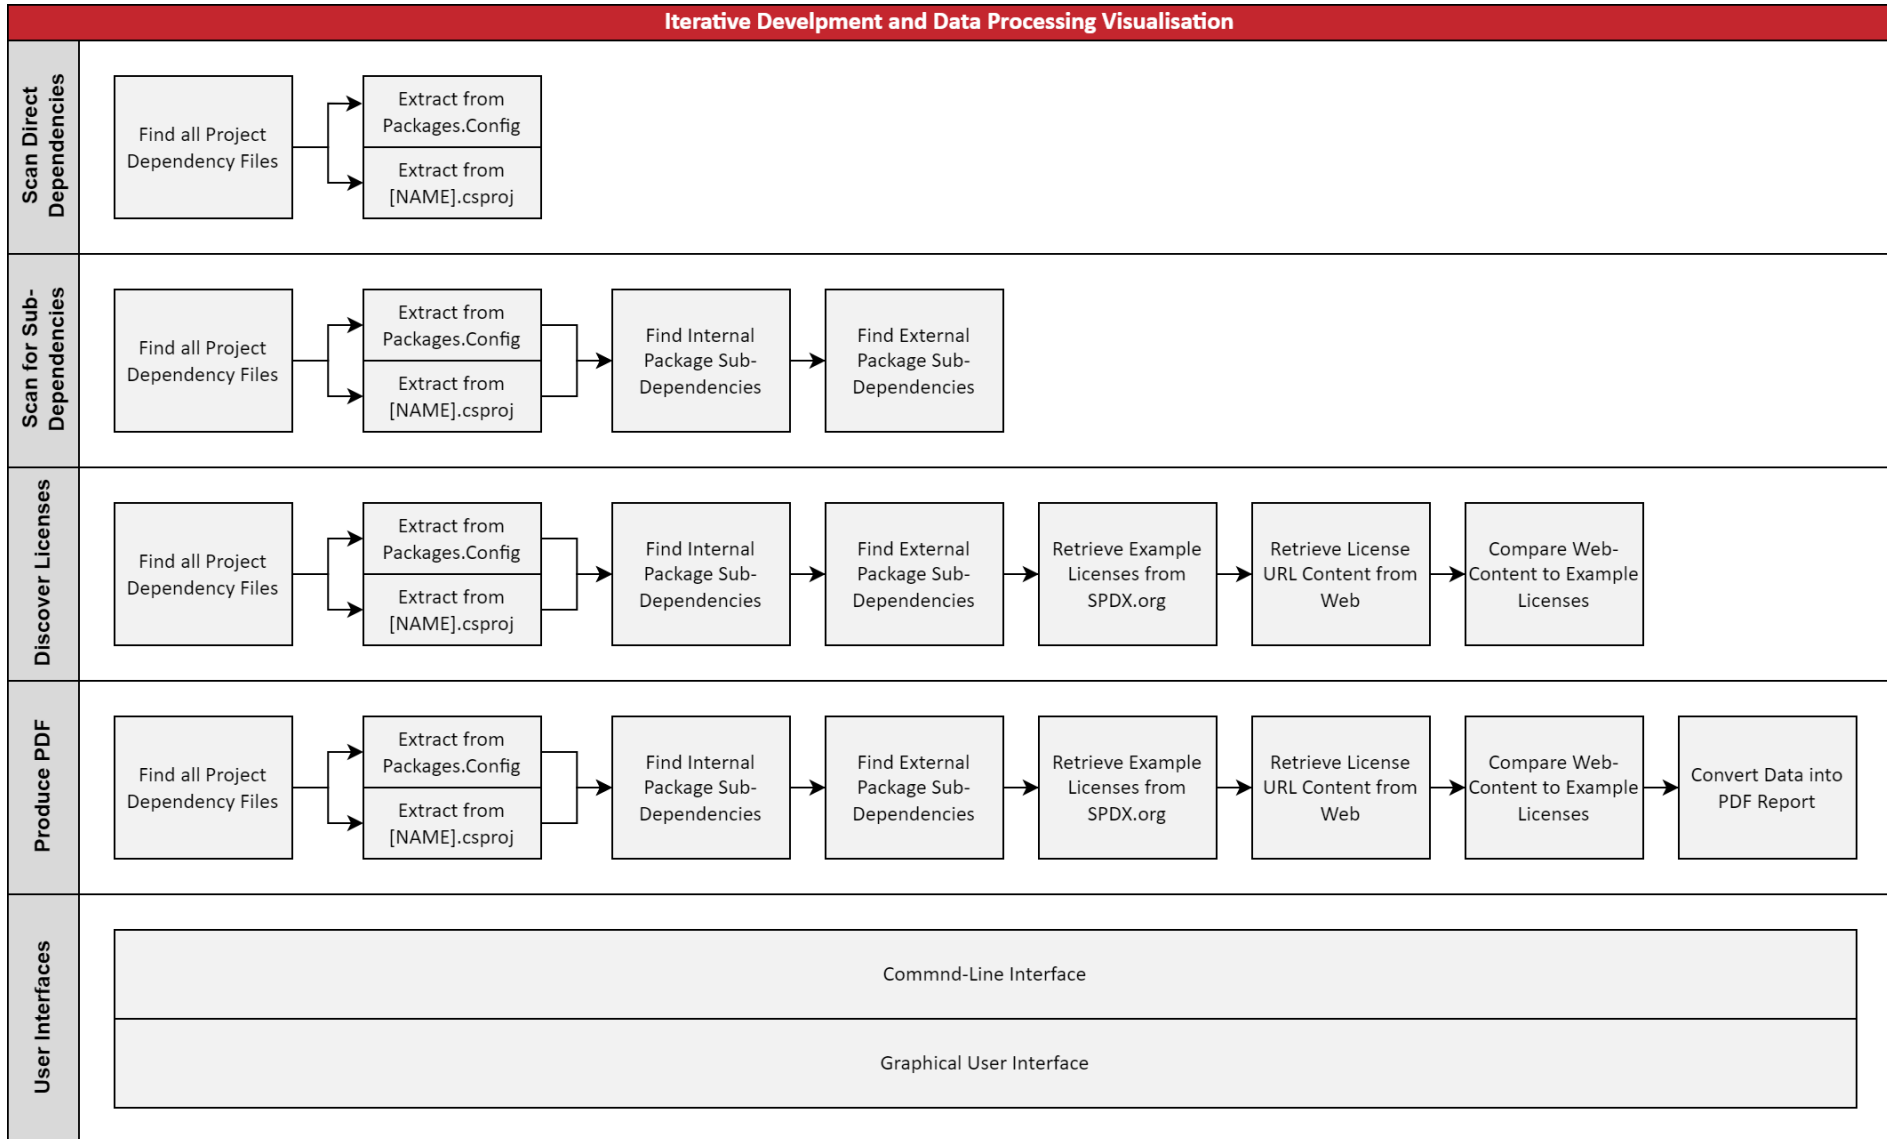 Iterative Develpment and Data Processing Visualisation
Scan Direct
Dependencies
Find all Project
Dependency Files
Extract from
Packages.Config
Extract from
[NAME].csproj
Scan for Sub-
Dependencies
Find all Project
Dependency Files
Extract from
Packages.Config
Extract from
[NAME].csproj
Find Internal
Package Sub-
Dependencies
Find External
Package Sub-
Dependencies
Discover Licenses
Find all Project
Dependency Files
Extract from
Packages.Config
Extract from
[NAME].csproj
Find Internal
Package Sub-
Dependencies
Find External
Package Sub-
Dependencies
Retrieve Example
Licenses from
SPDX.org
Retrieve License
URL Content from
Web
Compare Web-
Content to Example
Licenses
Produce PDF
Find all Project
Dependency Files
Extract from
Packages.Config
Extract from
[NAME].csproj
Find Internal
Package Sub-
Dependencies
Find External
Package Sub-
Dependencies
Retrieve Example
Licenses from
SPDX.org
Retrieve License
URL Content from
Web
Compare Web-
Content to Example
Licenses
Convert Data into
PDF Report
User Interfaces
Commnd-Line Interface
Graphical User Interface